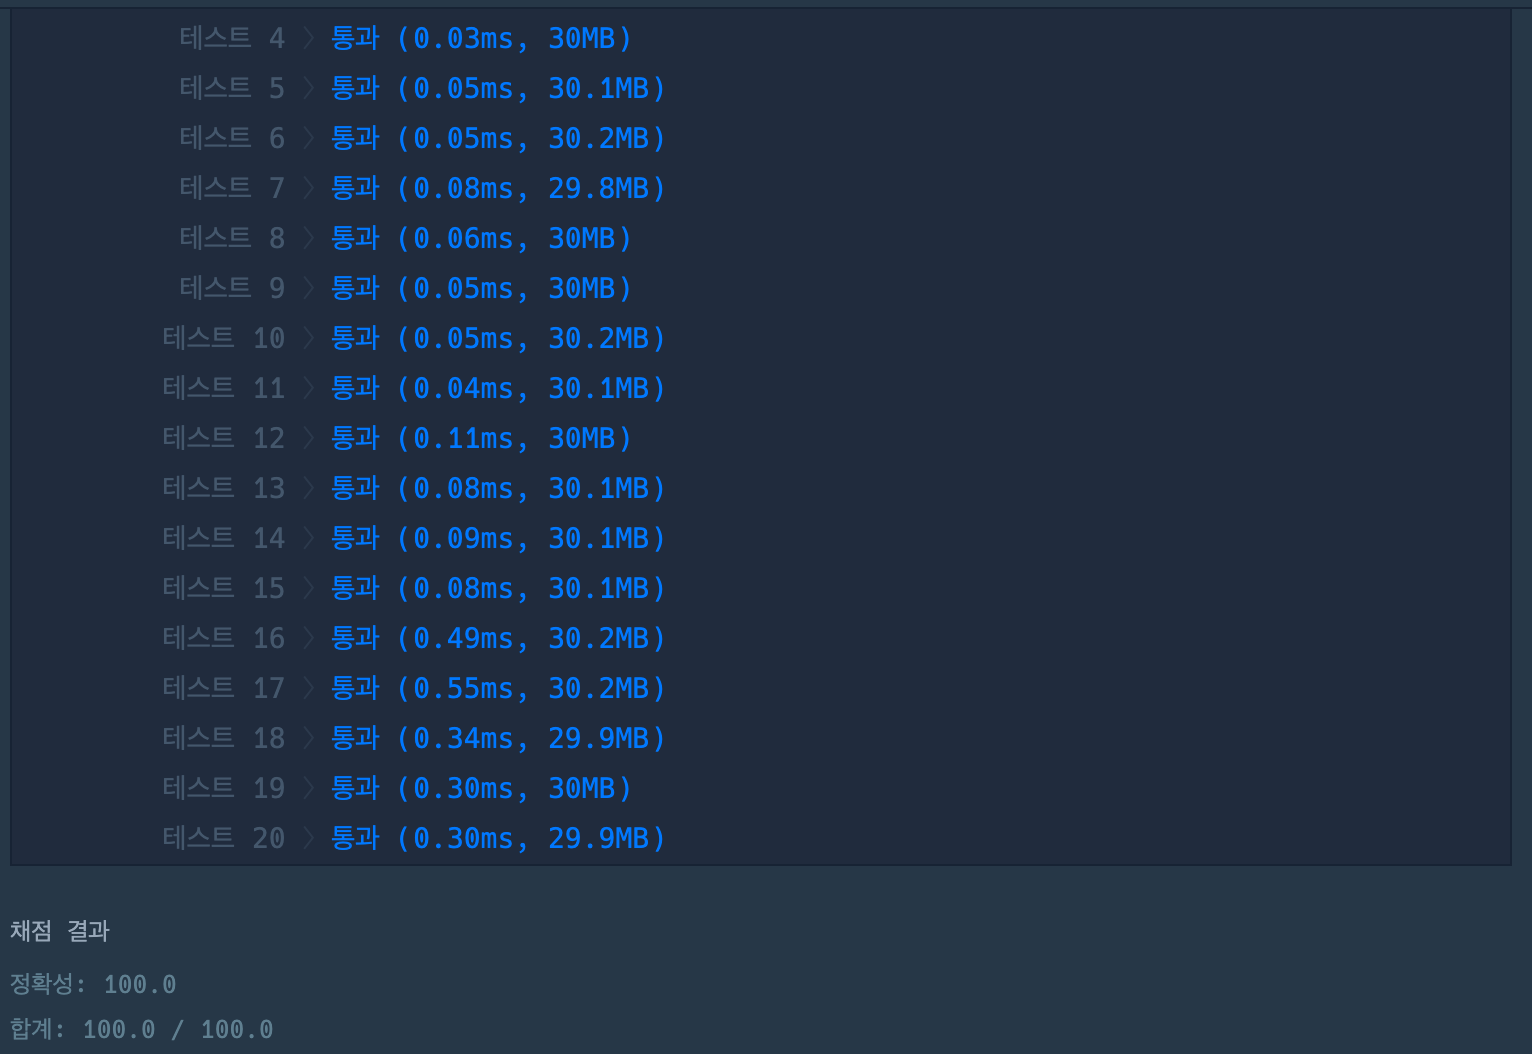 테스트 4 〉 통과 (0.03ms, 30MB)
테스트 5 〉 통과 (0.05ms, 30.1MB)
테스트 6 〉 통과 (0.05ms, 30.2MB)
테스트 7 〉 통과 (0.08ms, 29.8MB)
테스트 8 〉 통과 (0.06ms, 30MB)
테스트 9 〉 통과 (0.05ms, 30MB)
테스트 10 〉 통과 (0.05ms, 30.2MB)
테스트 11 〉 통과 (0.04ms, 30.1MB)
테스트 12 〉 통과 (0.11ms, 30MB)
테스트 13 〉 통과 (0.08ms, 30.1MB)
테스트 14 〉 통과 (0.09ms, 30.1MB)
테스트 15 〉 통과 (0.08ms, 30.1MB)
테스트 16 〉 통과 (0.49ms, 30.2MB)
테스트 17 〉 통과 (0.55ms, 30.2MB)
테스트 18 〉 통과 (0.34ms, 29.9MB)
테스트 19 〉 통과 (0.30ms, 30MB)
테스트 20 〉 통과 (0.30ms, 29.9MB)
채점 결과
정확성: 100.0
합계: 100.0 / 100.0